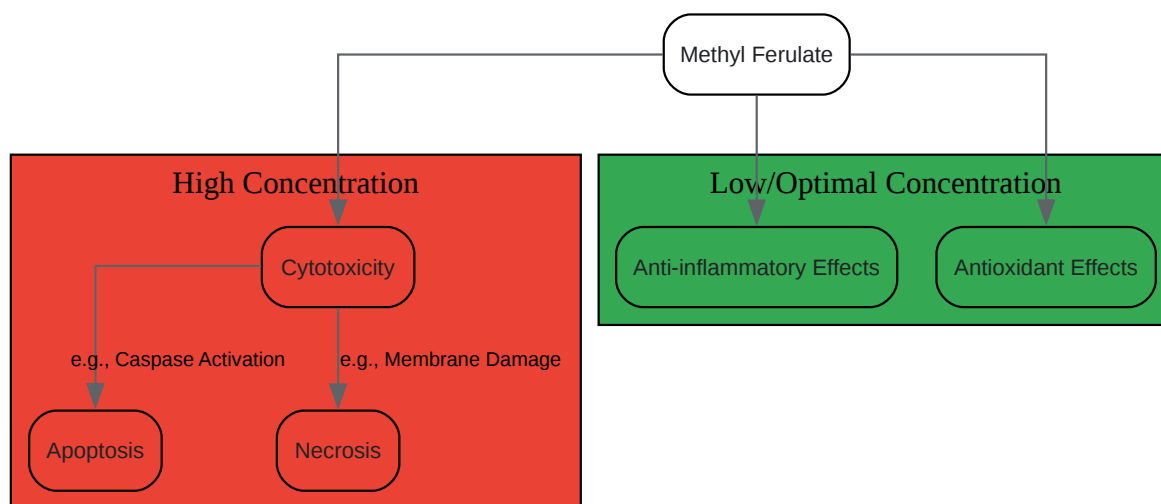 Methyl Ferulate
High Concentration
Low/Optimal Concentration
Cytotoxicity
Anti-inflammatory Effects
Antioxidant Effects
e.g., Caspase Activation
e.g., Membrane Damage
Apoptosis
Necrosis